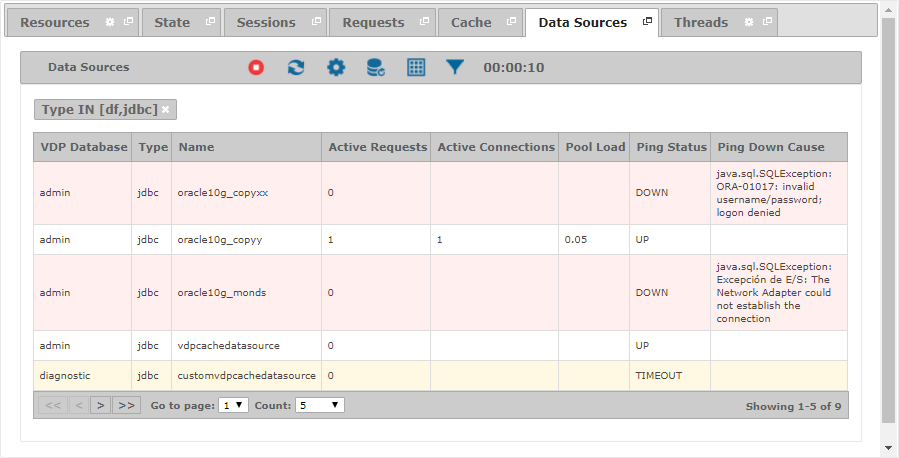 Resources State Sessions Requests Cache Data Sources Threads
Data Sources 00:00:10
Type IN [df,jdbc] ×
VDP Database Type Name Active Requests Active Connections Pool Load Ping Status Ping Down Cause
admin jdbc oracle10g_copyxx 0 DOWN java.sql.SQLException:
ORA-01017: invalid
username/password;
logon denied
admin jdbc oracle10g_copyy 1 1 0.05 UP
admin jdbc oracle10g_monds 0 DOWN java.sql.SQLException:
Excepción de E/S: The
Network Adapter could
not establish the
connection
admin jdbc vdpcachedatasource 0 UP
diagnostic jdbc customvdpcachedatasource 0 TIMEOUT
<< < > >> Go to page: 1 Count: 5 Showing 1-5 of 9